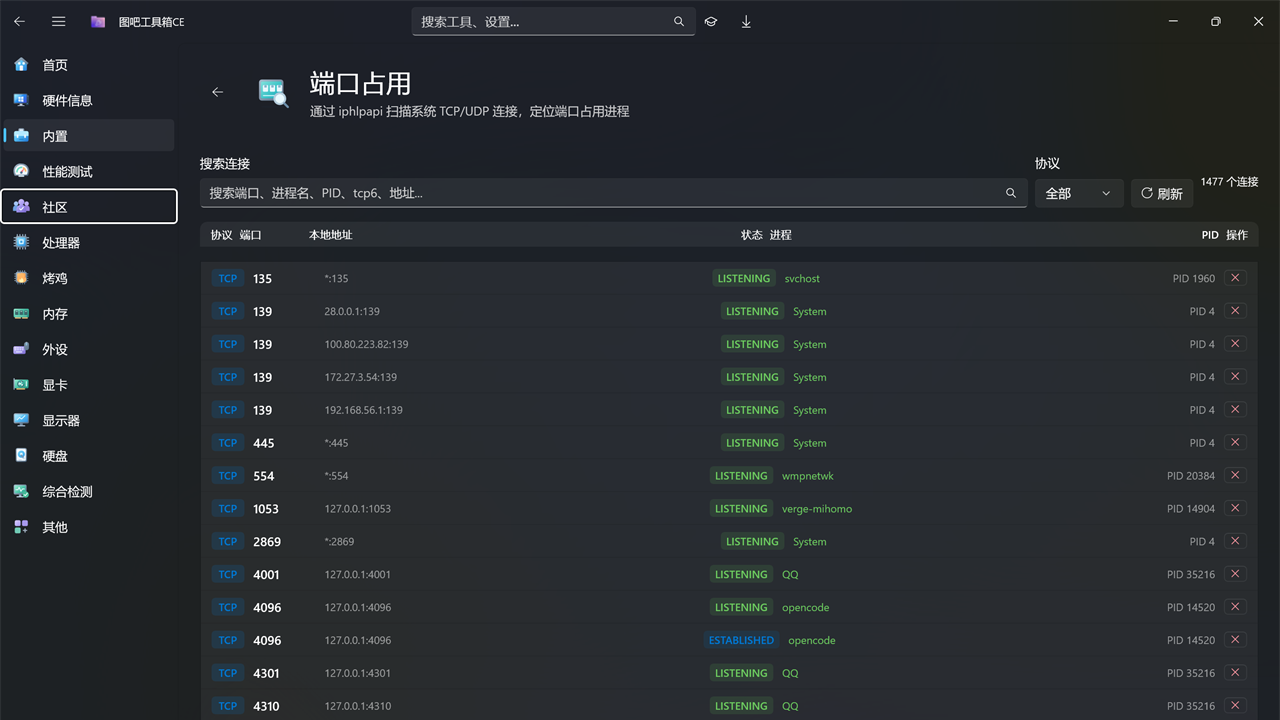 图吧工具箱CE
搜索工具、设置...
首页
硬件信息
内置
性能测试
社区
处理器
烤鸡
内存
外设
显卡
显示器
硬盘
综合检测
其他
端口占用
通过 iphlpapi 扫描系统 TCP/UDP 连接，定位端口占用进程
搜索连接
协议
搜索端口、进程名、PID、tcp6、地址...
全部
刷新
1477 个连接
协议 端口 本地地址 状态 进程 PID 操作
TCP 135 *:135 LISTENING svchost PID 1960
TCP 139 28.0.0.1:139 LISTENING System PID 4
TCP 139 100.80.223.82:139 LISTENING System PID 4
TCP 139 172.27.3.54:139 LISTENING System PID 4
TCP 139 192.168.56.1:139 LISTENING System PID 4
TCP 445 *:445 LISTENING System PID 4
TCP 554 *:554 LISTENING wmpnetwk PID 20384
TCP 1053 127.0.0.1:1053 LISTENING verge-mihomo PID 14904
TCP 2869 *:2869 LISTENING System PID 4
TCP 4001 127.0.0.1:4001 LISTENING QQ PID 35216
TCP 4096 127.0.0.1:4096 LISTENING opencode PID 14520
TCP 4096 127.0.0.1:4096 ESTABLISHED opencode PID 14520
TCP 4301 127.0.0.1:4301 LISTENING QQ PID 35216
TCP 4310 127.0.0.1:4310 LISTENING QQ PID 35216